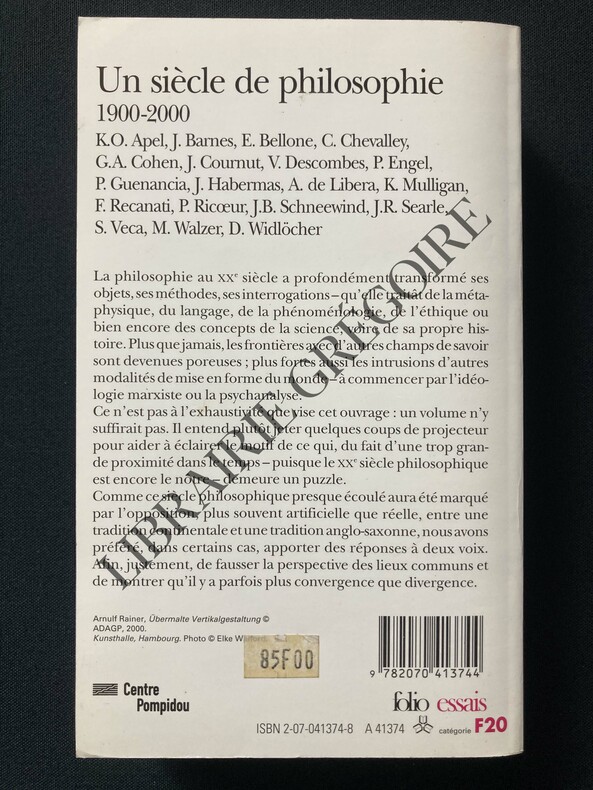 Un siècle de philosophie
1900-2000
K.O. Apel, J. Barnes, E. Bellone, C. Chevalley,
G.A. Cohen, J. Cournut, V. Descombes, P. Engel,
P. Guenancia, J. Habermas, A. de Libera, K. Mulligan,
F. Recanati, P. Ricœur, J.B. Schneewind, J.R. Searle,
S. Veca, M. Walzer, D. Widlöcher
La philosophie au XXe siècle a profondément transformé ses
objets, ses méthodes, ses interrogations – qu'elle traitât de la méta-
physique, du langage, de la phénoménologie, de l'éthique ou
bien encore des concepts de la science, voire de sa propre his-
toire. Plus que jamais, les frontières avec d'autres champs de savoir
sont devenues poreuses ; plus fortes aussi les intrusions d'autres
modalités de mise en forme du monde – à commencer par l'idéo-
logie marxiste ou la psychanalyse.
Ce n'est pas à l'exhaustivité que vise cet ouvrage : un volume n'y
suffirait pas. Il entend plutôt jeter quelques coups de projecteur
pour aider à éclairer le motif de ce qui, du fait d'une trop gran-
de proximité dans le temps – puisque le XXe siècle philosophique
est encore le nôtre – demeure un puzzle.
Comme ce siècle philosophique presque écoulé aura été marqué
par l'opposition, plus souvent artificielle que réelle, entre une
tradition continentale et une tradition anglo-saxonne, nous avons
préféré, dans certains cas, apporter des réponses à deux voix.
Afin, justement, de fausser la perspective des lieux communs et
de montrer qu'il y a parfois plus convergence que divergence.
LIBRAIRIE GREGOIRE
Arnulf Rainer, Übermalte Vertikalgestaltung ©
ADAGP, 2000.
Kunsthalle, Hambourg. Photo © Elke
85F00
9 782070 413744
Centre
Pompidou
folio essais
ISBN 2-07-041374-8 A 41374 catégorie F20